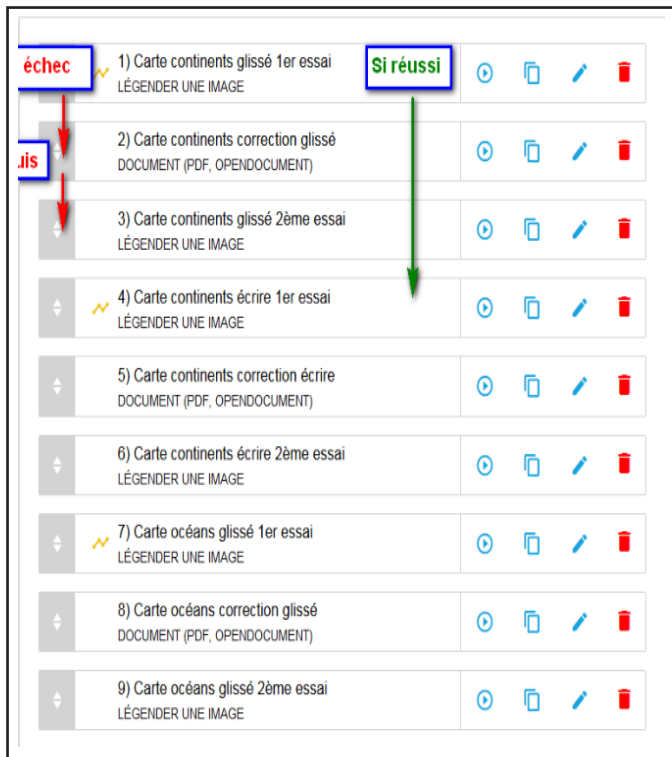 échec
1) Carte continents glissé 1er essai
Si réussi
LÉGENDER UNE IMAGE
2) Carte continents correction glissé
DOCUMENT (PDF, OPENDOCUMENT)
uis
3) Carte continents glissé 2ème essai
LÉGENDER UNE IMAGE
4) Carte continents écrire 1er essai
LÉGENDER UNE IMAGE
5) Carte continents correction écrire
DOCUMENT (PDF, OPENDOCUMENT)
6) Carte continents écrire 2ème essai
LÉGENDER UNE IMAGE
7) Carte océans glissé 1er essai
LÉGENDER UNE IMAGE
8) Carte océans correction glissé
DOCUMENT (PDF, OPENDOCUMENT)
9) Carte océans glissé 2ème essai
LÉGENDER UNE IMAGE